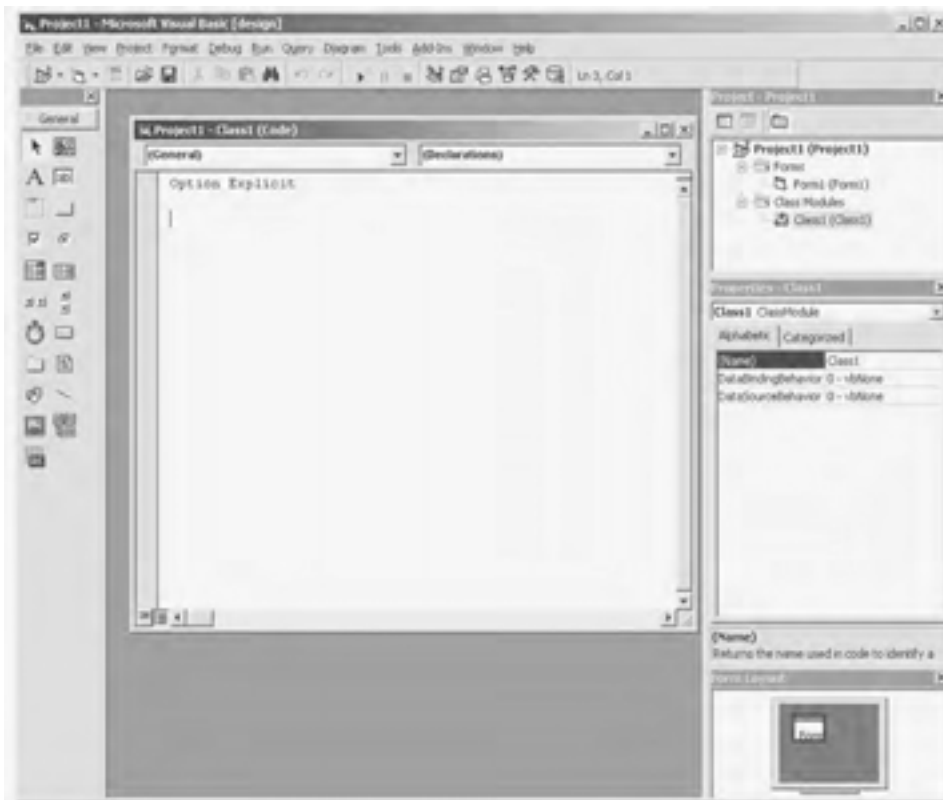 Project1 - Microsoft Visual Basic [design]
File Edit View Project Format Debug Run Query Diagram Tools Add-Ins Window Help
Ln 3, Col 1
General
Project1 - Class1 (Code)
(General)
(Declarations)
Option Explicit
Project - Project1
Project1 (Project1)
Forms
Form1 (Form1)
Class Modules
Class1 (Class1)
Properties - Class1
Class1 ClassModule
Alphabetic Categorized
(Name) Class1
DataBindingBehavior 0 - vbNone
DataSourceBehavior 0 - vbNone
(Name)
Returns the name used in code to identify a
Form Layout